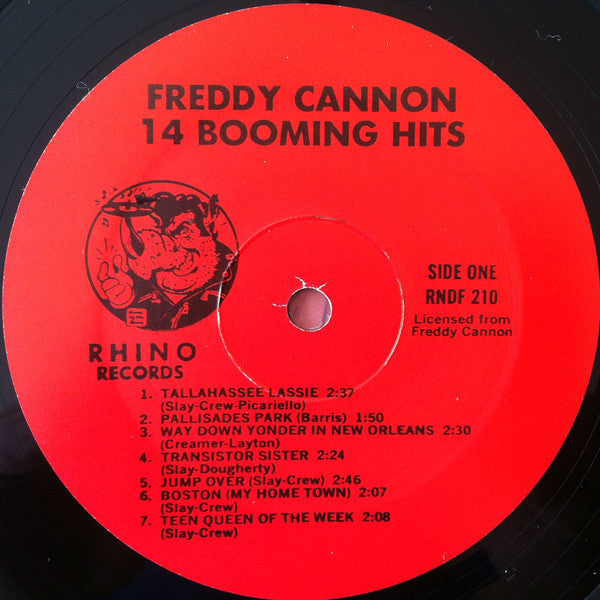 FREDDY CANNON
14 BOOMING HITS
SIDE ONE
RNDF 210
Licensed from
Freddy Cannon
RHINO
RECORDS
1. TALLAHASSEE LASSIE 2:37
(Slay-Crew-Picariello)
2. PALLISADES PARK (Barris) 1:50
3. WAY DOWN YONDER IN NEW ORLEANS 2:30
(Creamer-Layton)
4. TRANSISTOR SISTER 2:24
(Slay-Dougherty)
5. JUMP OVER (Slay-Crew) 2:46
6. BOSTON (MY HOME TOWN) 2:07
(Slay-Crew)
7. TEEN QUEEN OF THE WEEK 2:08
(Slay-Crew)